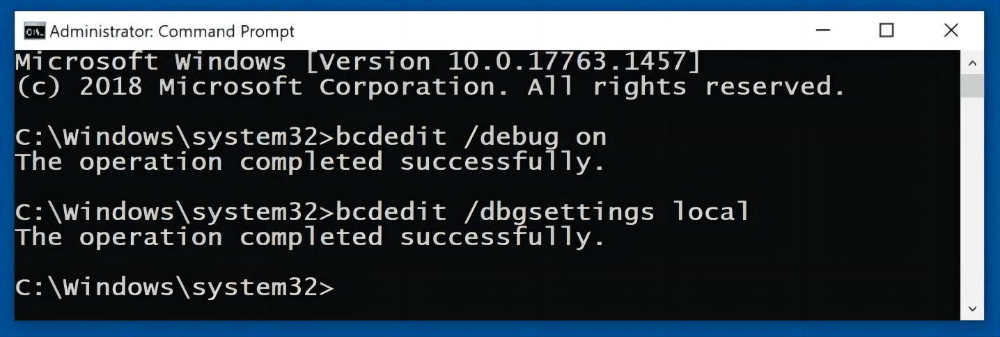 Administrator: Command Prompt
Microsoft Windows [Version 10.0.17763.1457]
(c) 2018 Microsoft Corporation. All rights reserved.
C:\Windows\system32>bcdedit /debug on
The operation completed successfully.
C:\Windows\system32>bcdedit /dbgsettings local
The operation completed successfully.
C:\Windows\system32>